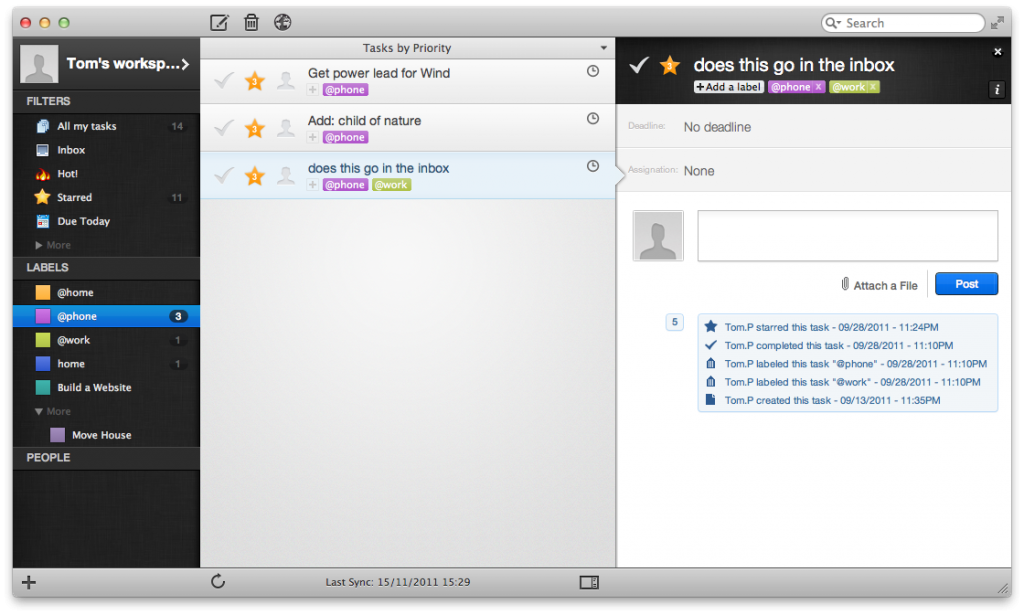 Search
Tom's worksp...
FILTERS
All my tasks 14
Inbox
Hot!
Starred 11
Due Today
More
LABELS
@home
@phone 3
@work 1
home 1
Build a Website
More
Move House
PEOPLE
Tasks by Priority
3 Get power lead for Wind
+ @phone
3 Add: child of nature
+ @phone
3 does this go in the inbox
+ @phone @work
Last Sync: 15/11/2011 15:29
3 does this go in the inbox
x
+Add a label @phone x @work x
i
Deadline: No deadline
Assignation: None
Attach a File Post
5
Tom.P starred this task - 09/28/2011 - 11:24PM
Tom.P completed this task - 09/28/2011 - 11:10PM
Tom.P labeled this task "@phone" - 09/28/2011 - 11:10PM
Tom.P labeled this task "@work" - 09/28/2011 - 11:10PM
Tom.P created this task - 09/13/2011 - 11:35PM